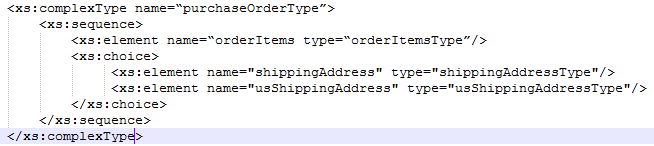 <xs:complexType name=“purchaseOrderType”>
<xs:sequence>
<xs:element name=“orderItems type=“orderItemsType”/>
<xs:choice>
<xs:element name="shippingAddress" type="shippingAddressType"/>
<xs:element name="usShippingAddress" type="usShippingAddressType"/>
</xs:choice>
</xs:sequence>
</xs:complexType>